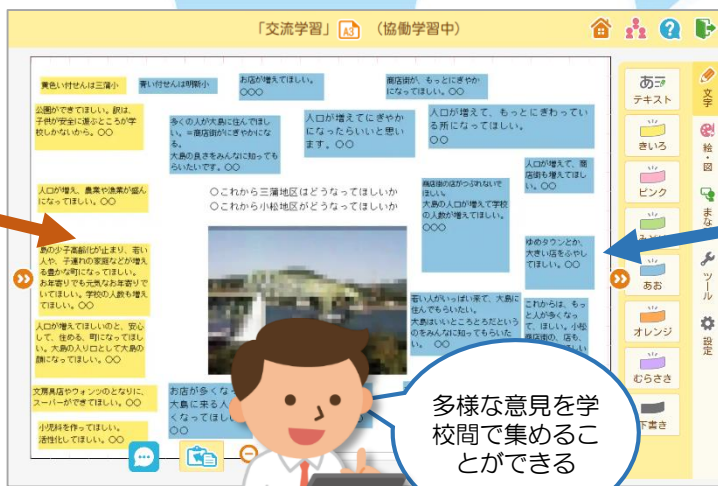 「交流学習」 A3 （協働学習中）
黄色い付せんは三蒲小
青い付せんは明新小
お店が増えてほしい。
〇〇〇
商店街が、もっとにぎやか
になってほしい。〇〇
公園ができてほしい。訳は、
子供が安全に遊ぶところが学
校しかないから。〇〇
多くの人が大島に住んでほし
い。＝商店街がにぎやかにな
る。
大島の良さをみんなに知っても
らいたいです。〇〇
人口が増えてにぎやか
になったらいいと思い
ます。〇〇
人口が増えて、もっとにぎわってい
る所になってほしい。
〇〇
人口が増え、農業や漁業が盛ん
になってほしい。〇〇
〇これから三蒲地区はどうなってほしいか
〇これから小松地区がどうなってほしいか
商店街の店がつぶれないで
ほしい。
大島の人口が増えて学校
の人数が増えてほしい。
〇〇〇
人口が増えて、商
店街も増えてほし
い。〇〇
島の少子高齢化が止まり、若い
人や、子連れの家庭などが増え
る豊かな町になってほしい。
お年寄りでも元気なお年寄りで
いてほしい。学校の人数も増え
てほしい。〇〇
ゆめタウンとか、
大きい店をふやし
てほしい。〇〇
人口が増えてほしいのと、安心
して、住める、町になってほし
い。大島の入り口として大島の
顔になってほしい。〇〇
若い人がいっぱい来て、大島に
住んでもらいたい。
大島はいいところとろだという
のをみんなに知ってもらいた
い。〇〇
これからは、もっ
と人が多くなっ
て、ほしい。小松
商店街の、店も、
文房具店やウォンツのとなりに、
スーパーができてほしい。〇〇
お店が多くな
大島に来る人
くなってほし
〇〇
小児科を作ってほしい。
活性化してほしい。〇〇
多様な意見を学
校間で集めるこ
とができる
あ
テキスト
きいろ
ピンク
あお
オレンジ
むらさき
下書き
文字
絵・図
まな
ツール
設定